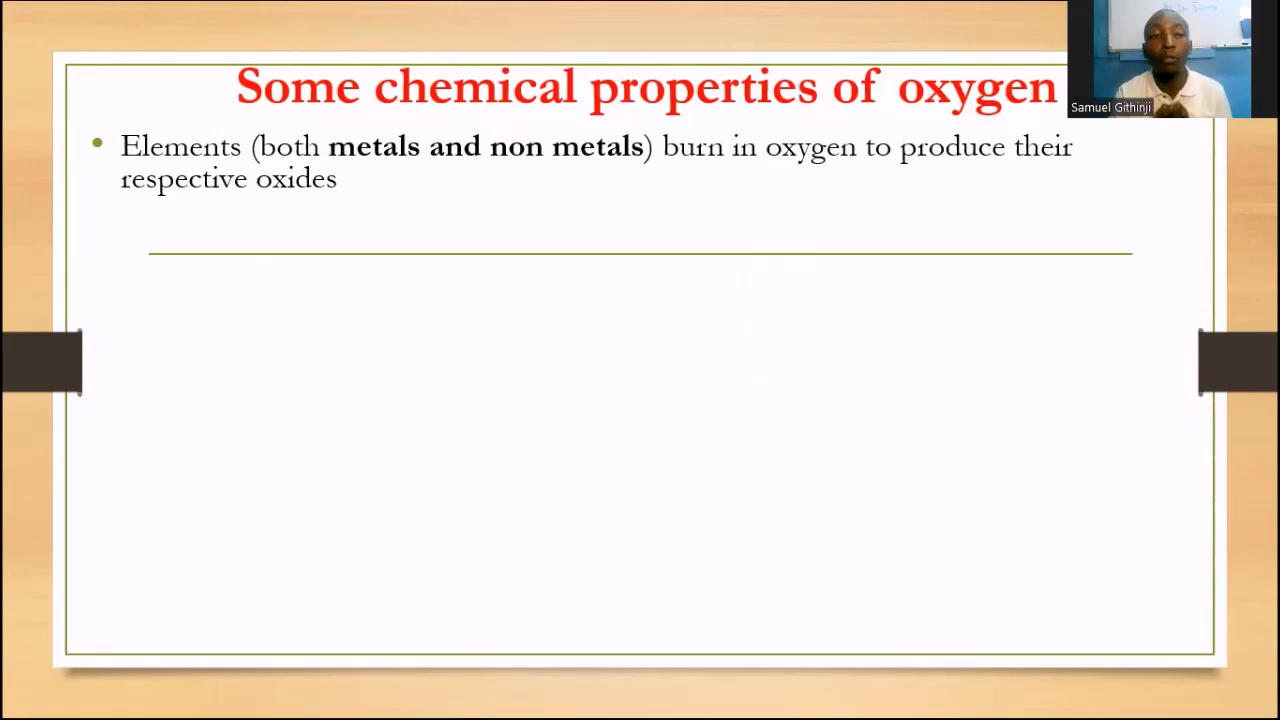 Some chemical properties of oxygen
Samuel Githinji
• Elements (both metals and non metals) burn in oxygen to produce their
respective oxides